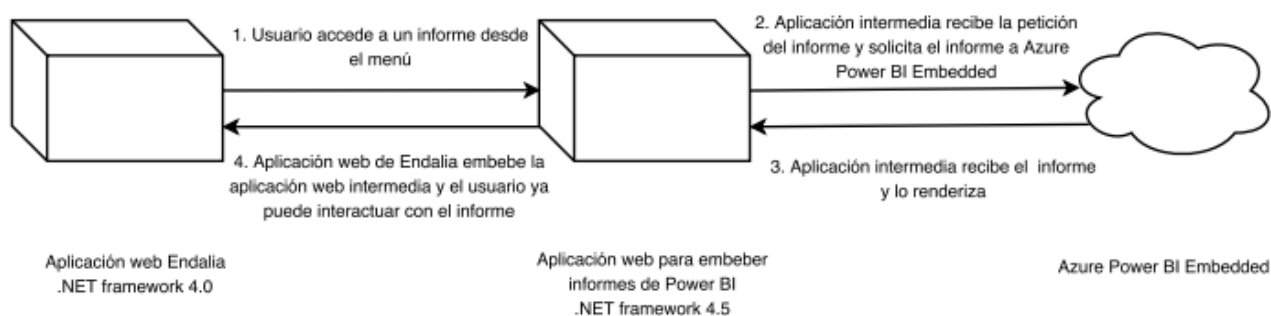 1. Usuario accede a un informe desde
el menú
2. Aplicación intermedia recibe la petición
del informe y solicita el informe a Azure
Power BI Embedded
4. Aplicación web de Endalia embebe la
aplicación web intermedia y el usuario ya
puede interactuar con el informe
3. Aplicación intermedia recibe el informe
y lo renderiza
Aplicación web Endalia
.NET framework 4.0
Aplicación web para embeber
informes de Power BI
.NET framework 4.5
Azure Power BI Embedded